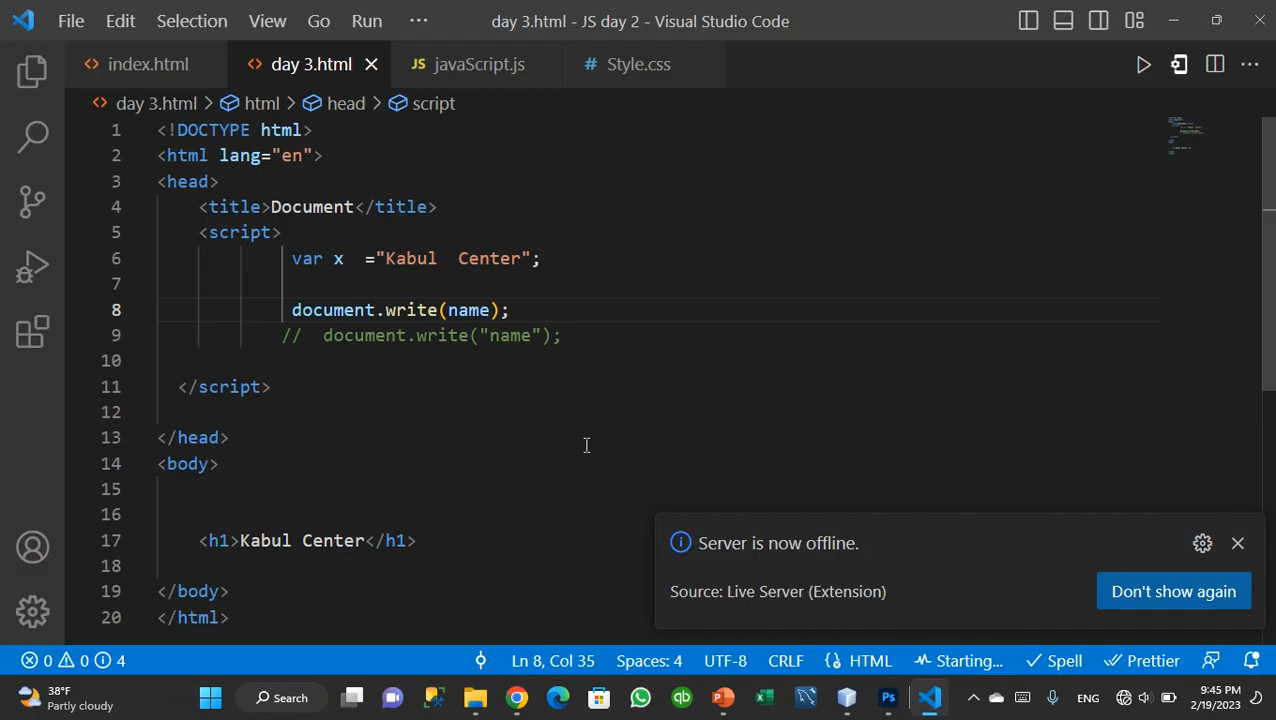 File Edit Selection View Go Run ··· day 3.html - JS day 2 - Visual Studio Code
<> index.html <> day 3.html JS javaScript.js # Style.css
<> day 3.html > html > head > script
1 <!DOCTYPE html>
2 <html lang="en">
3 <head>
4 <title>Document</title>
5 <script>
6 var x  ="Kabul  Center";
7
8 document.write(name);
9 //  document.write("name");
10
11 </script>
12
13 </head>
14 <body>
15
16
17 <h1>Kabul Center</h1>
18
19 </body>
20 </html>
Server is now offline.
Source: Live Server (Extension) Don't show again
0 0 4 Ln 8, Col 35 Spaces: 4 UTF-8 CRLF {} HTML Starting... Spell Prettier
38°F
Partly cloudy
Search
ENG
9:45 PM
2/19/2023